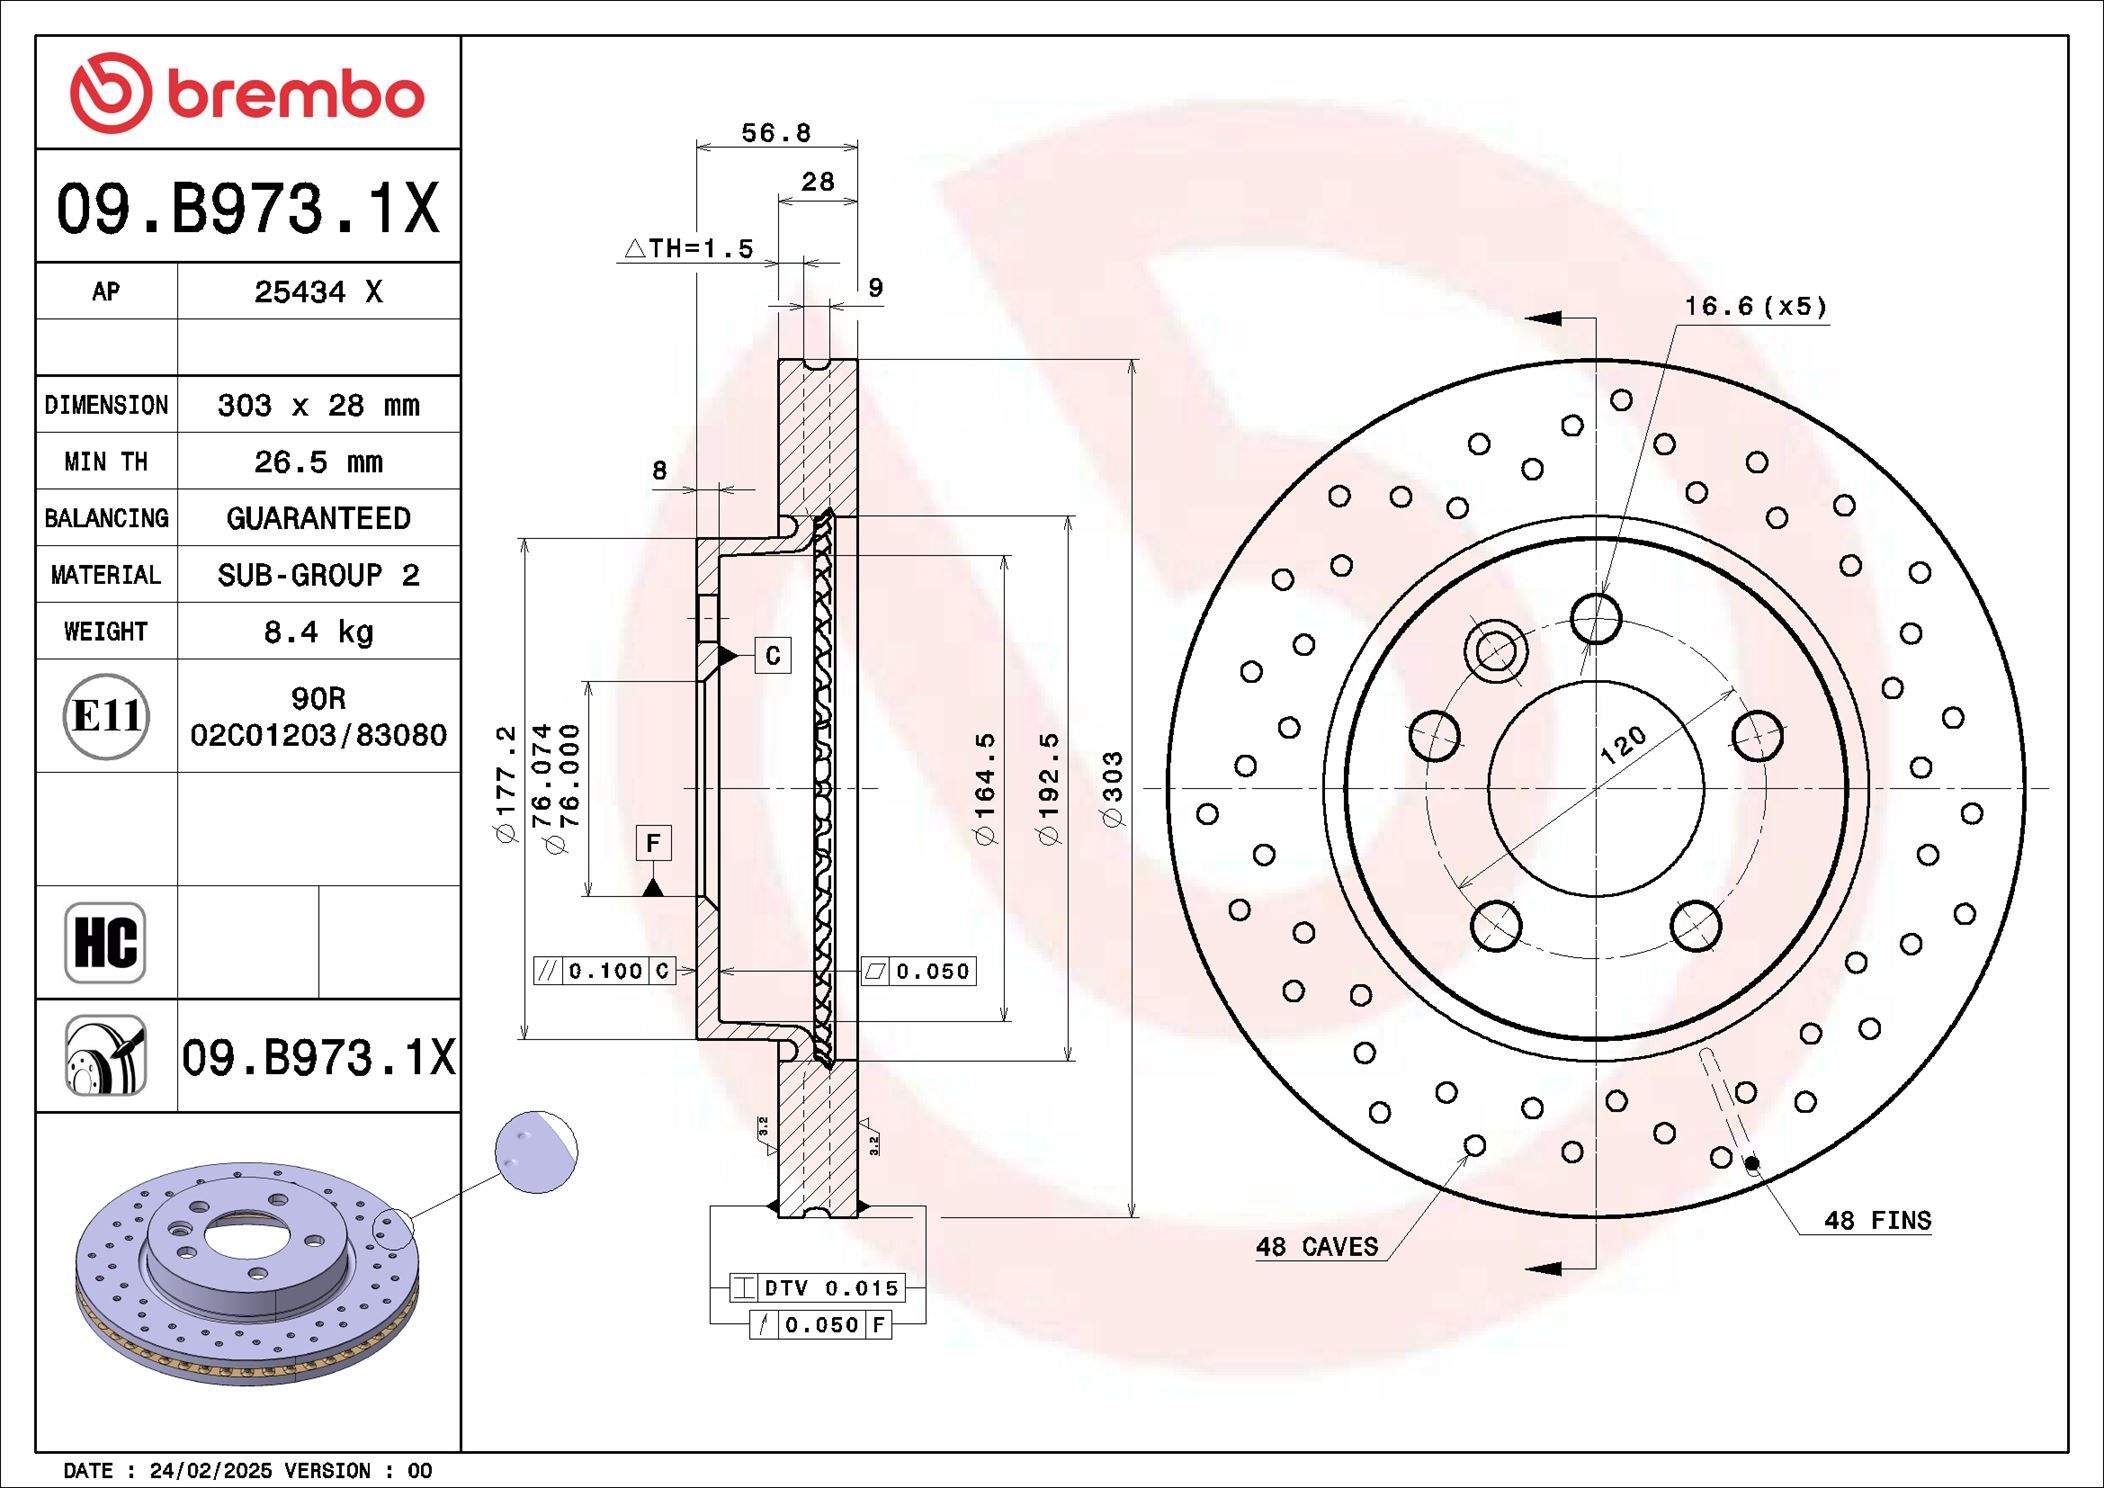 brembo
09.B973.1X
AP 25434 X
DIMENSION 303 x 28 mm
MIN TH 26.5 mm
BALANCING GUARANTEED
MATERIAL SUB-GROUP 2
WEIGHT 8.4 kg
E11 90R
02C01203/83080
HC
09.B973.1X
56.8
28
△TH=1.5
9
8
C
F
⌀177.2
⌀ 76.074
76.000
⌀164.5
⌀192.5
⌀303
// 0.100 C
▱ 0.050
3.2
3.2
DTV 0.015
0.050 F
16.6(x5)
120
48 CAVES
48 FINS
DATE : 24/02/2025 VERSION : 00